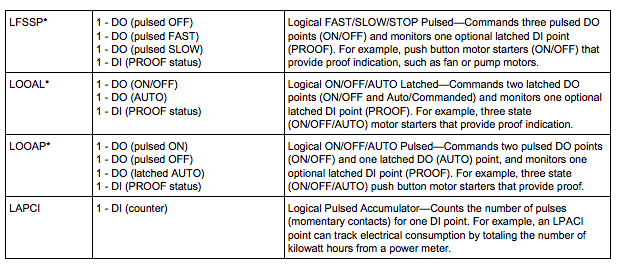 LFSSP*
1 - DO (pulsed OFF)
1 - DO (pulsed FAST)
1 - DO (pulsed SLOW)
1 - DI (PROOF status)
Logical FAST/SLOW/STOP Pulsed—Commands three pulsed DO
points (ON/OFF) and monitors one optional latched DI point
(PROOF). For example, push button motor starters (ON/OFF) that
provide proof indication, such as fan or pump motors.
LOOAL*
1 - DO (ON/OFF)
1 - DO (AUTO)
1 - DI (PROOF status)
Logical ON/OFF/AUTO Latched—Commands two latched DO
points (ON/OFF and Auto/Commanded) and monitors one optional
latched DI point (PROOF). For example, three state
(ON/OFF/AUTO) motor starters that provide proof indication.
LOOAP*
1 - DO (pulsed ON)
1 - DO (pulsed OFF)
1 - DO (latched AUTO)
1 - DI (PROOF status)
Logical ON/OFF/AUTO Pulsed—Commands two pulsed DO points
(ON/OFF) and one latched DO (AUTO) point, and monitors one
optional latched DI point (PROOF). For example, three state
(ON/OFF/AUTO) push button motor starters that provide proof.
LAPCI
1 - DI (counter)
Logical Pulsed Accumulator—Counts the number of pulses
(momentary contacts) for one DI point. For example, an LPACI
point can track electrical consumption by totaling the number of
kilowatt hours from a power meter.